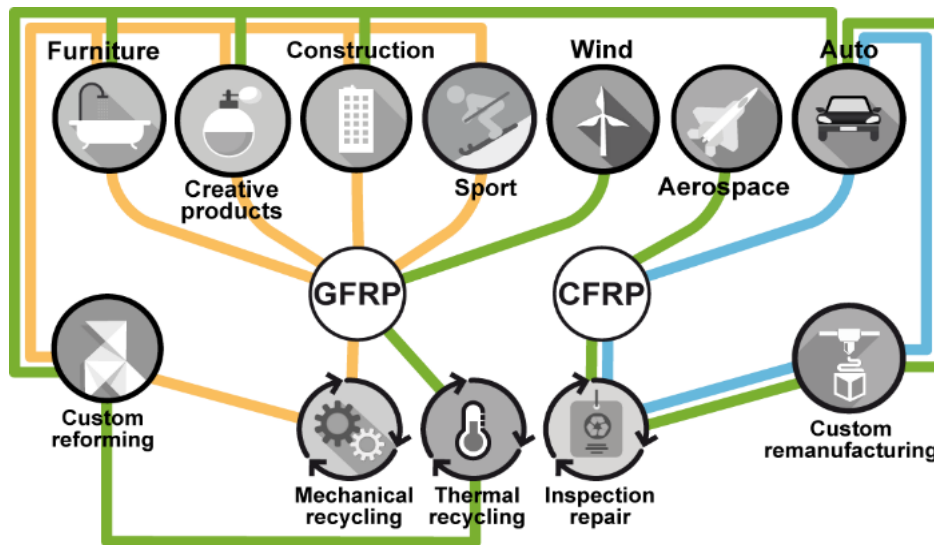 Furniture
Construction
Wind
Auto
Creative
products
Sport
Aerospace
GFRP
CFRP
Custom
reforming
Mechanical
recycling
Thermal
recycling
Inspection
repair
Custom
remanufacturing